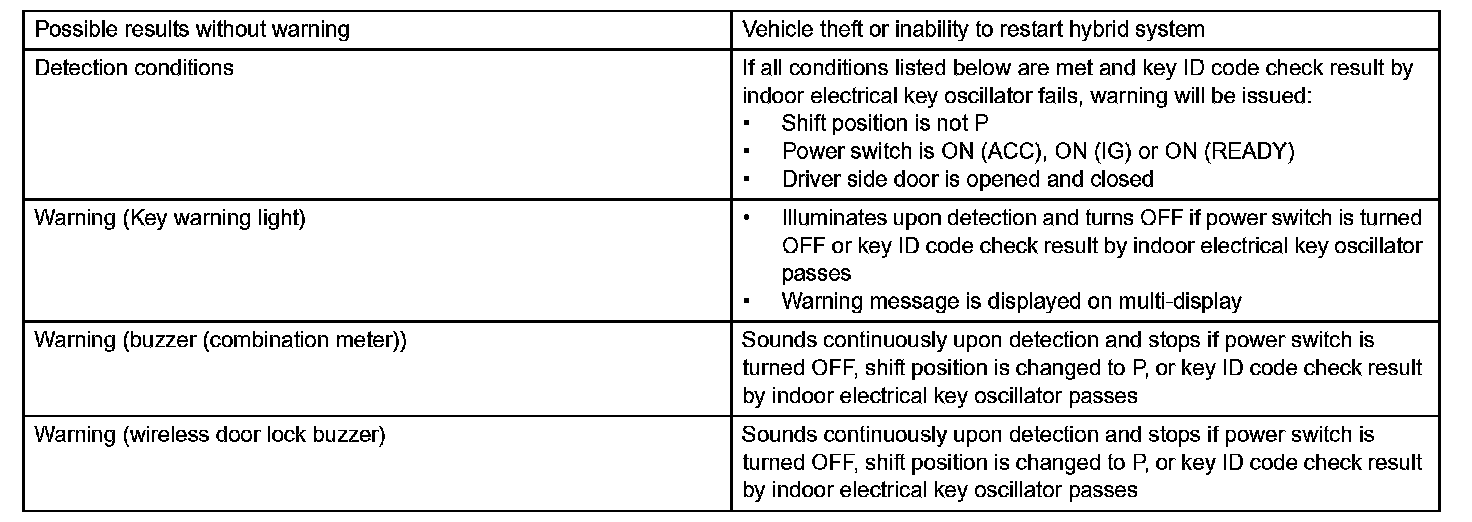 Possible results without warning
Vehicle theft or inability to restart hybrid system
Detection conditions
If all conditions listed below are met and key ID code check result by
indoor electrical key oscillator fails, warning will be issued:
• Shift position is not P
• Power switch is ON (ACC), ON (IG) or ON (READY)
• Driver side door is opened and closed
Warning (Key warning light)
• Illuminates upon detection and turns OFF if power switch is turned
OFF or key ID code check result by indoor electrical key oscillator
passes
• Warning message is displayed on multi-display
Warning (buzzer (combination meter))
Sounds continuously upon detection and stops if power switch is
turned OFF, shift position is changed to P, or key ID code check result
by indoor electrical key oscillator passes
Warning (wireless door lock buzzer)
Sounds continuously upon detection and stops if power switch is
turned OFF, shift position is changed to P, or key ID code check result
by indoor electrical key oscillator passes